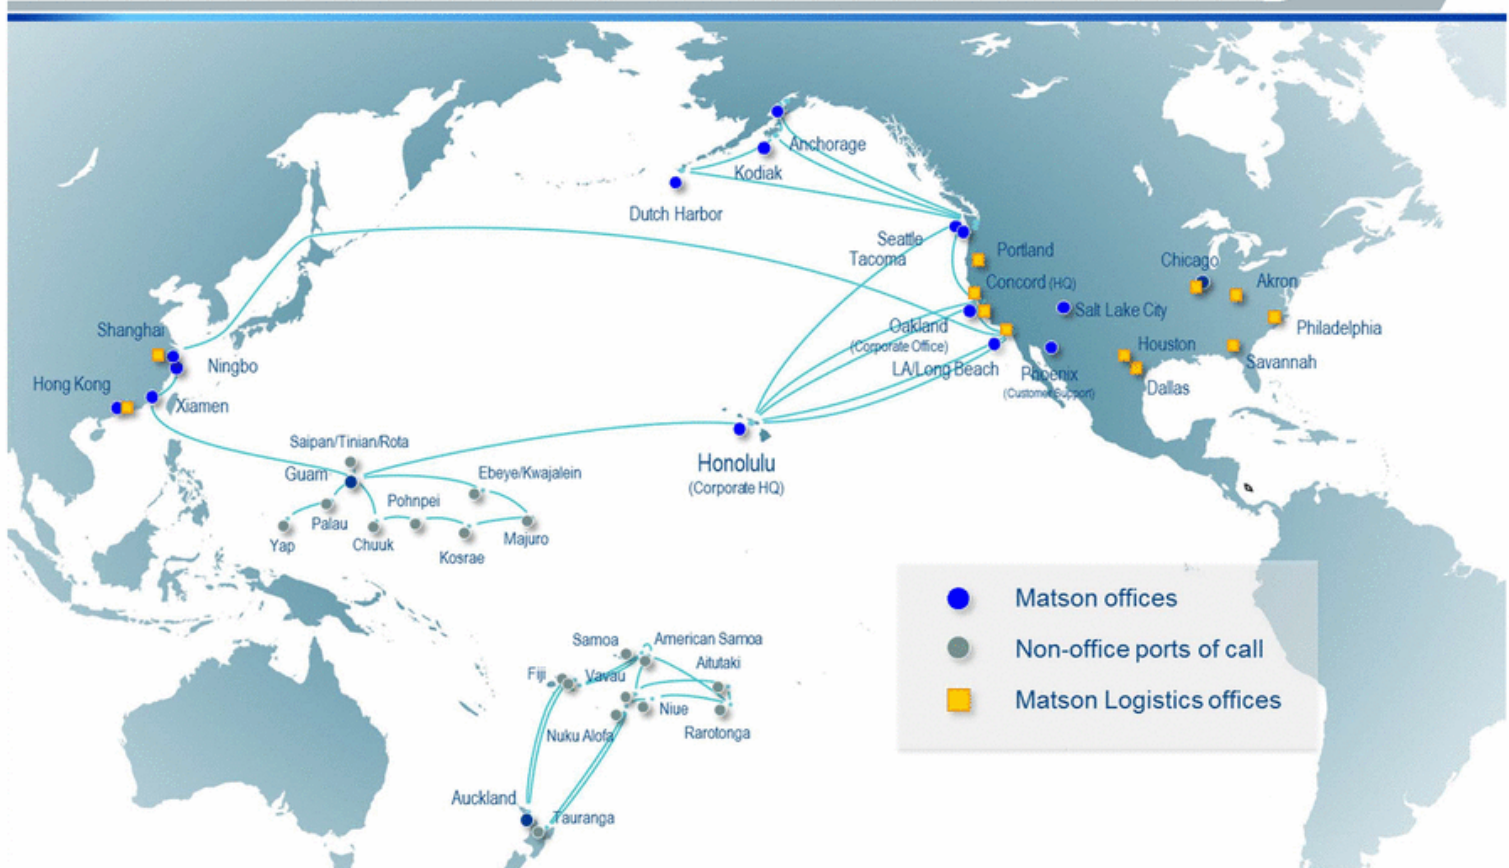 Anchorage
Kodiak
Dutch Harbor
Seattle
Tacoma
Portland
Concord (HQ)
Chicago
Akron
Salt Lake City
Philadelphia
Oakland
(Corporate Office)
LA/Long Beach
Phoenix
(Customer Support)
Houston
Dallas
Savannah
Shanghai
Ningbo
Hong Kong
Xiamen
Saipan/Tinian/Rota
Guam
Ebeye/Kwajalein
Pohnpei
Palau
Yap
Chuuk
Kosrae
Majuro
Honolulu
(Corporate HQ)
Matson offices
Non-office ports of call
Matson Logistics offices
Samoa
American Samoa
Aitutaki
Fiji
Vavau
Niue
Nuku Alofa
Rarotonga
Auckland
Tauranga